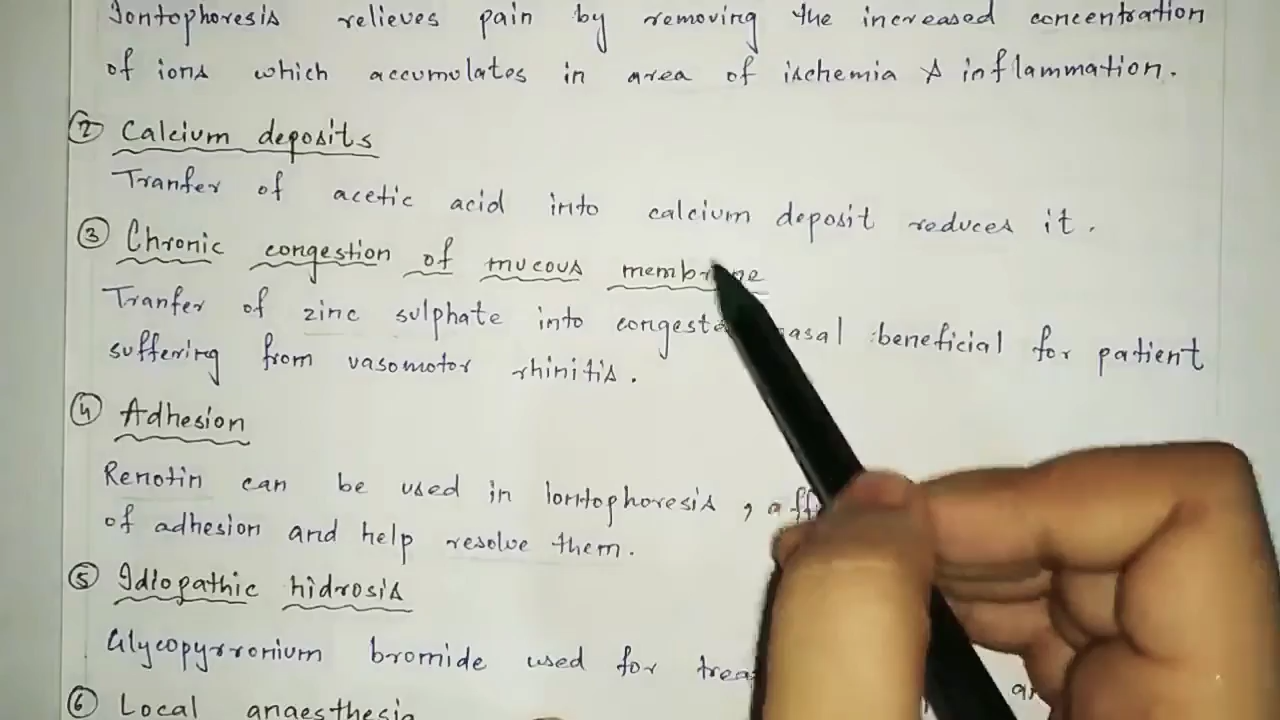 Iontophoresis relieves pain by removing the increased concentration
of ions which accumulates in area of ischemia & inflammation.
② Calcium deposits
Tranfer of acetic acid into calcium deposit reduces it.
③ Chronic congestion of mucous membrane
Tranfer of zinc sulphate into nasal beneficial for patient
suffering from vasomotor rhinitis.
④ Adhesion
Renotin can be used in Iontophoresis,
of adhesion and help resolve them.
⑤ Idiopathic hidrosis
Glycopyrronium bromide used for
⑥ Local anaesthesia